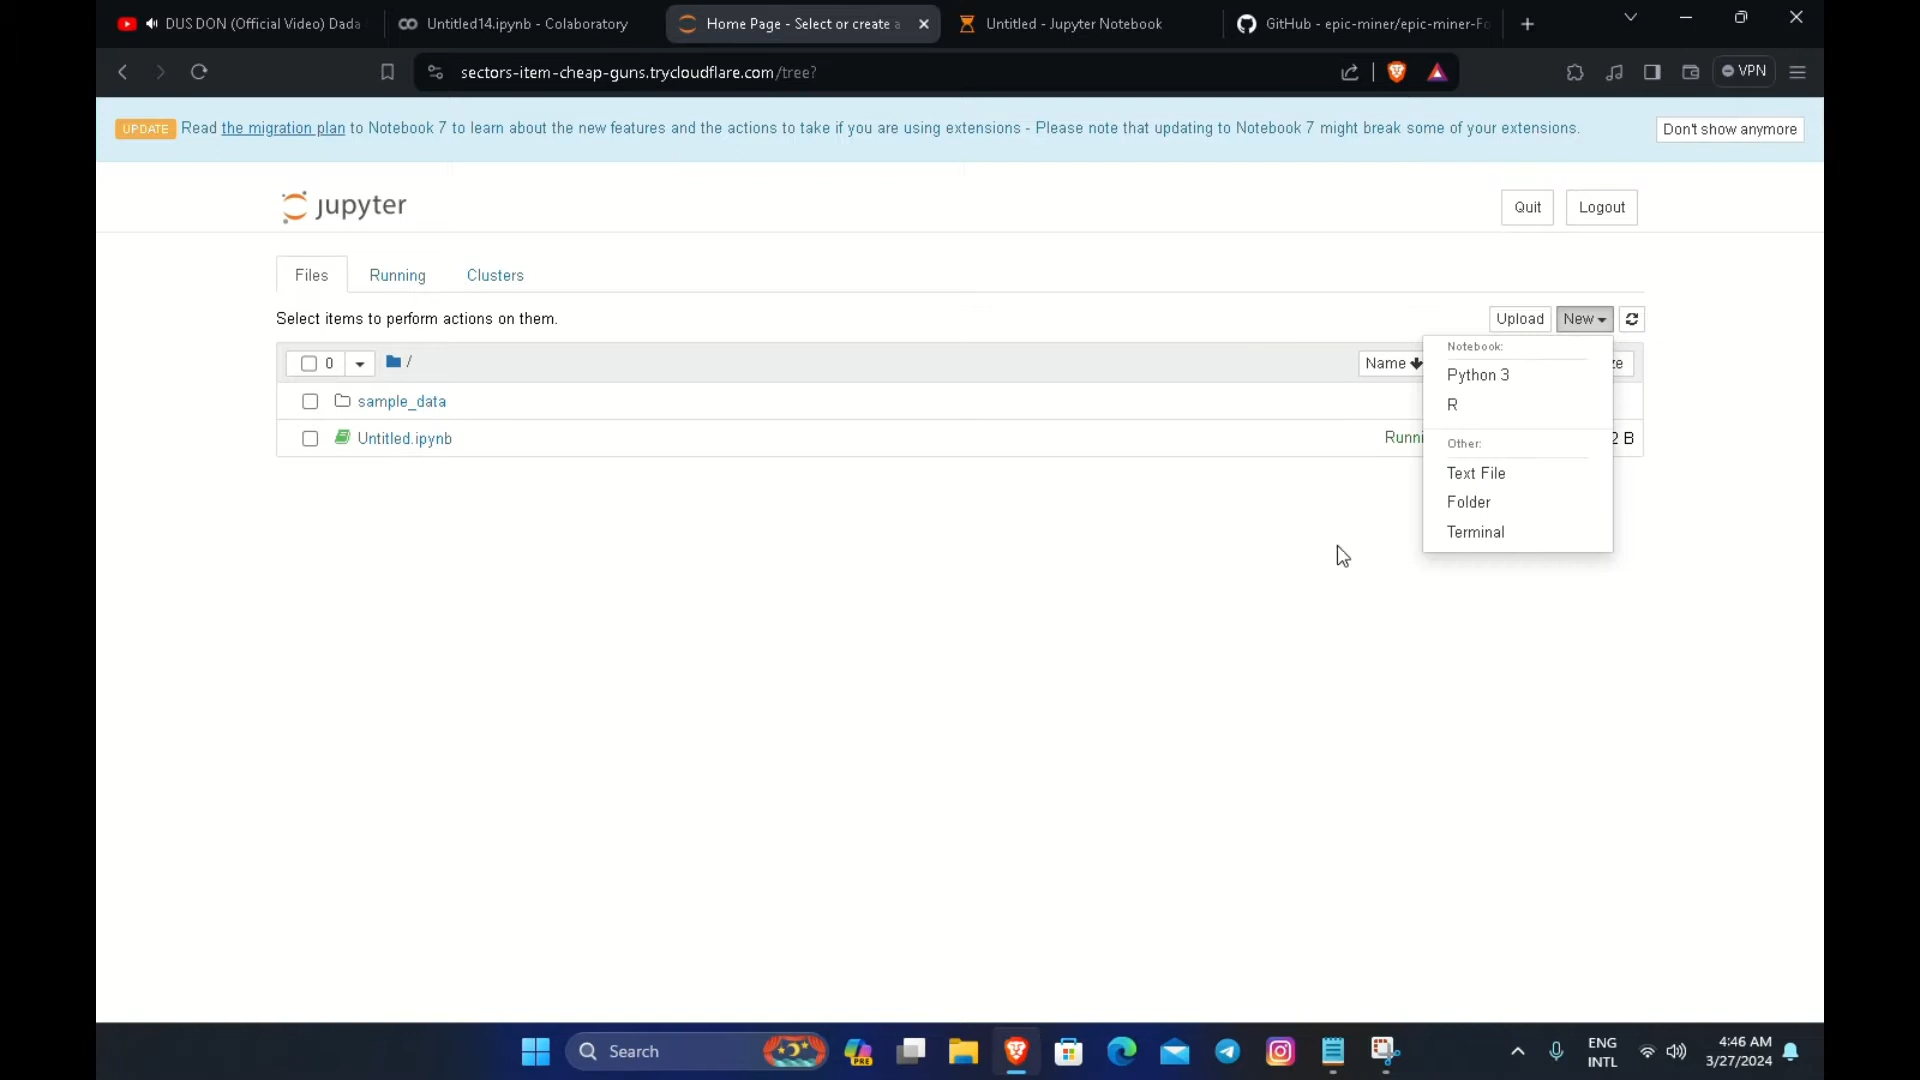 DUS DON (Official Video) Dada
Untitled14.ipynb - Colaboratory
Home Page - Select or create a
Untitled - Jupyter Notebook
GitHub - epic-miner/epic-miner-Fo
sectors-item-cheap-guns.trycloudflare.com/tree?
VPN
UPDATE Read the migration plan to Notebook 7 to learn about the new features and the actions to take if you are using extensions - Please note that updating to Notebook 7 might break some of your extensions.
Don't show anymore
jupyter
Quit
Logout
Files
Running
Clusters
Select items to perform actions on them.
Upload
New
0
/
Name
ze
Notebook:
Python 3
R
Other:
Text File
Folder
Terminal
sample_data
Untitled.ipynb
Runni
2 B
Search
PRE
ENG
INTL
4:46 AM
3/27/2024